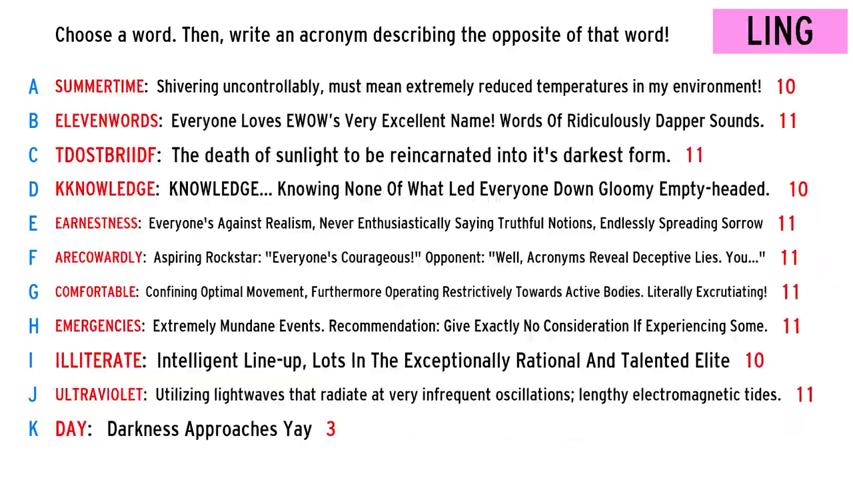 Choose a word. Then, write an acronym describing the opposite of that word!
LING
A SUMMERTIME: Shivering uncontrollably, must mean extremely reduced temperatures in my environment! 10
B ELEVENWORDS: Everyone Loves EWOW's Very Excellent Name! Words Of Ridiculously Dapper Sounds. 11
C TDOSTBRIIDF: The death of sunlight to be reincarnated into it's darkest form. 11
D KKNOWLEDGE: KNOWLEDGE... Knowing None Of What Led Everyone Down Gloomy Empty-headed. 10
E EARNESTNESS: Everyone's Against Realism, Never Enthusiastically Saying Truthful Notions, Endlessly Spreading Sorrow 11
F ARECOWARDLY: Aspiring Rockstar: "Everyone's Courageous!" Opponent: "Well, Acronyms Reveal Deceptive Lies. You..." 11
G COMFORTABLE: Confining Optimal Movement, Furthermore Operating Restrictively Towards Active Bodies. Literally Excrutiating! 11
H EMERGENCIES: Extremely Mundane Events. Recommendation: Give Exactly No Consideration If Experiencing Some. 11
I ILLITERATE: Intelligent Line-up, Lots In The Exceptionally Rational And Talented Elite 10
J ULTRAVIOLET: Utilizing lightwaves that radiate at very infrequent oscillations; lengthy electromagnetic tides. 11
K DAY: Darkness Approaches Yay 3